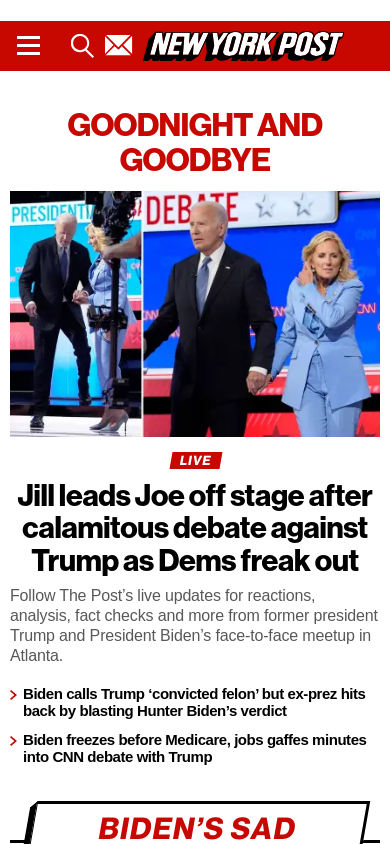 NEW YORK POST
GOODNIGHT AND
GOODBYE
PRESIDENTIA
DEBATE
CNN
LIVE
Jill leads Joe off stage after
calamitous debate against
Trump as Dems freak out
Follow The Post’s live updates for reactions,
analysis, fact checks and more from former president
Trump and President Biden’s face-to-face meetup in
Atlanta.
Biden calls Trump ‘convicted felon’ but ex-prez hits
back by blasting Hunter Biden’s verdict
Biden freezes before Medicare, jobs gaffes minutes
into CNN debate with Trump
BIDEN’S SAD